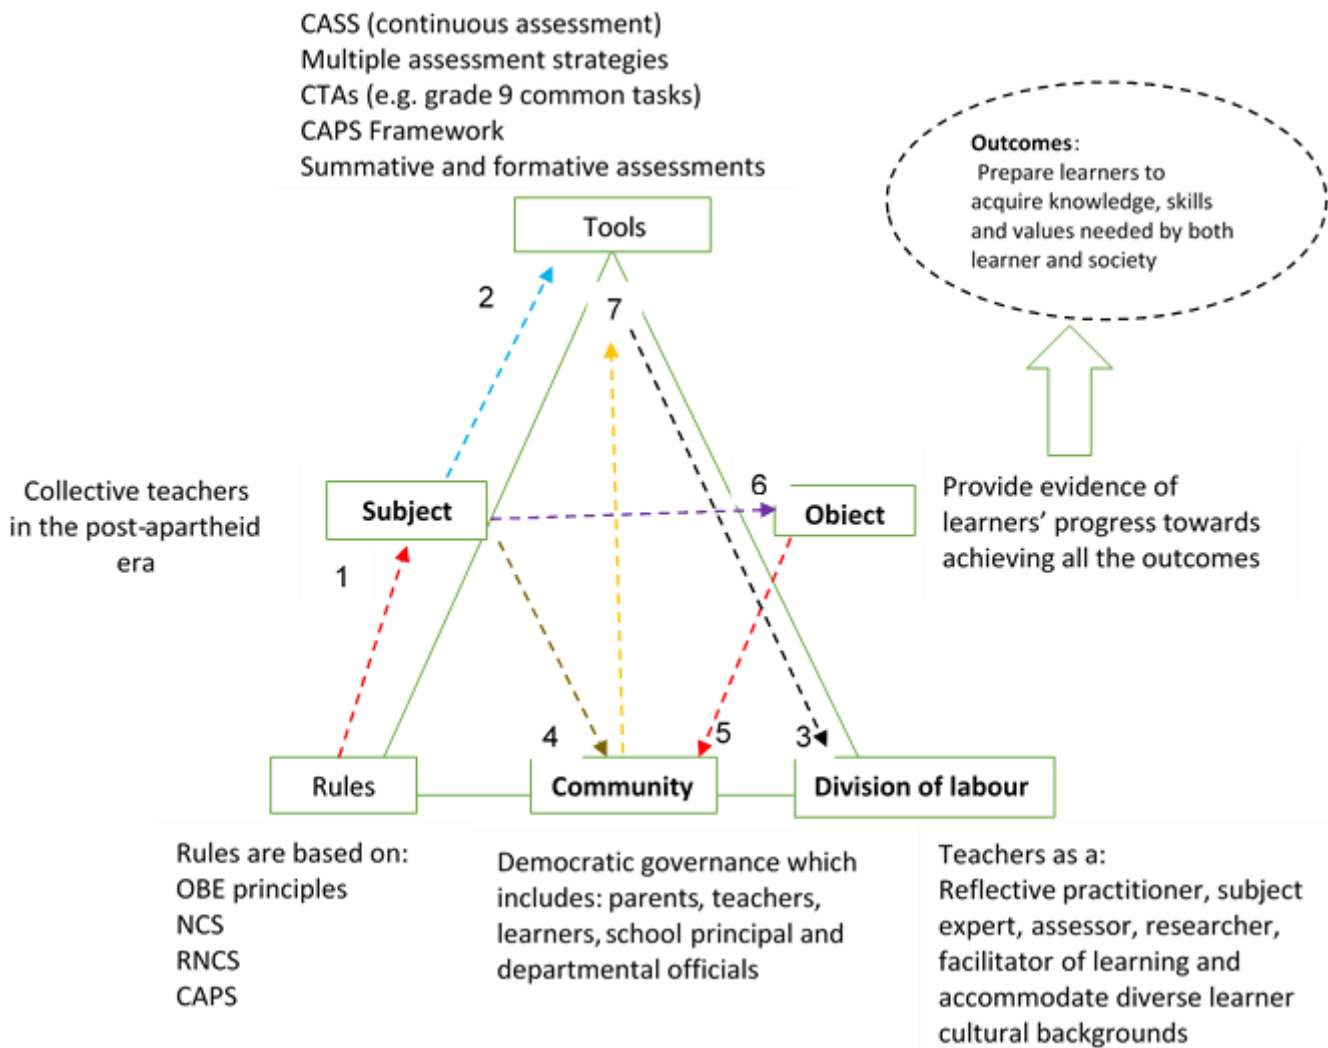 CASS (continuous assessment)
Multiple assessment strategies
CTAs (e.g. grade 9 common tasks)
CAPS Framework
Summative and formative assessments
Outcomes:
Prepare learners to
acquire knowledge, skills
and values needed by both
learner and society
Tools
2
7
Collective teachers
in the post-apartheid
era
Subject
6
Obiect
Provide evidence of
learners’ progress towards
achieving all the outcomes
1
4
5
3
Rules
Community
Division of labour
Rules are based on:
OBE principles
NCS
RNCS
CAPS
Democratic governance which
includes: parents, teachers,
learners, school principal and
departmental officials
Teachers as a:
Reflective practitioner, subject
expert, assessor, researcher,
facilitator of learning and
accommodate diverse learner
cultural backgrounds